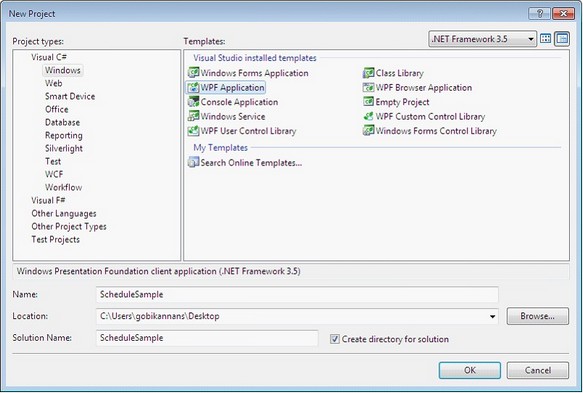 New Project
Project types:
Templates:
.NET Framework 3.5
Visual C#
Windows
Web
Smart Device
Office
Database
Reporting
Silverlight
Test
WCF
Workflow
Visual F#
Other Languages
Other Project Types
Test Projects
Visual Studio installed templates
Windows Forms Application
Class Library
WPF Application
WPF Browser Application
Console Application
Empty Project
Windows Service
WPF Custom Control Library
WPF User Control Library
Windows Forms Control Library
My Templates
Search Online Templates...
Windows Presentation Foundation client application (.NET Framework 3.5)
Name:
ScheduleSample
Location:
C:\Users\gobikannans\Desktop
Browse...
Solution Name:
ScheduleSample
Create directory for solution
OK
Cancel